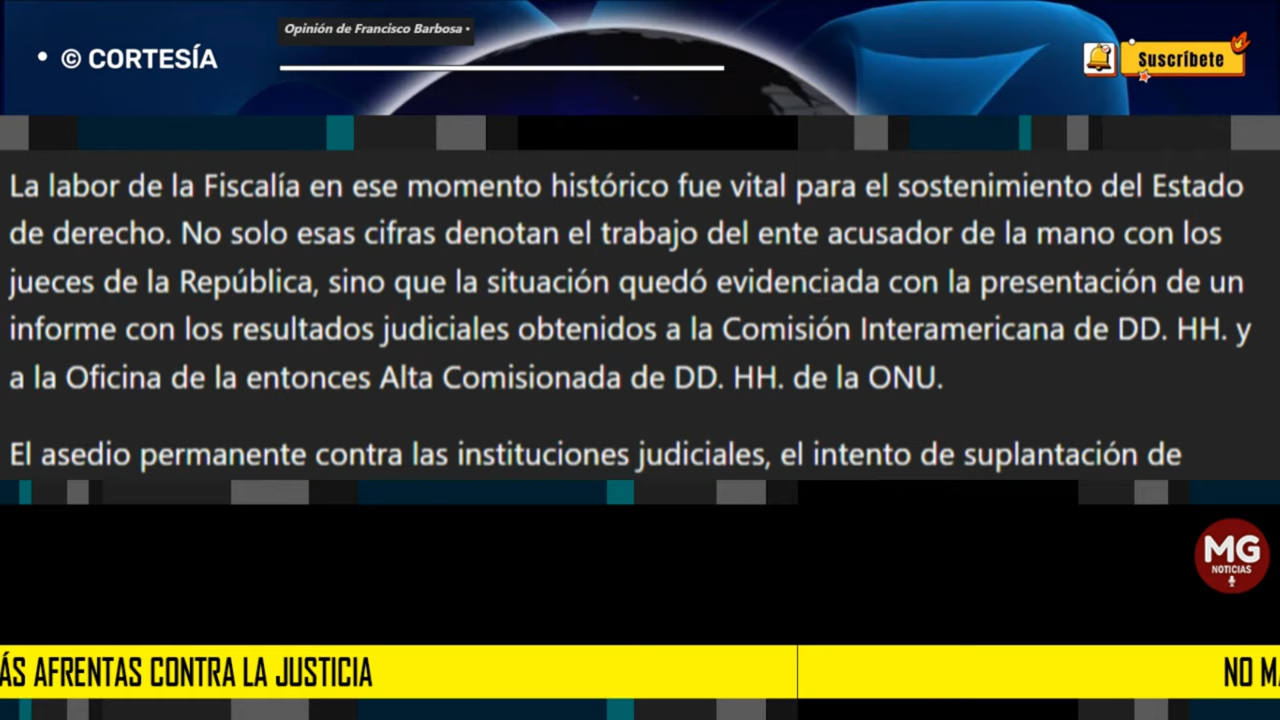 Opinión de Francisco Barbosa •
• © CORTESÍA
Suscríbete
La labor de la Fiscalía en ese momento histórico fue vital para el sostenimiento del Estado
de derecho. No solo esas cifras denotan el trabajo del ente acusador de la mano con los
jueces de la República, sino que la situación quedó evidenciada con la presentación de un
informe con los resultados judiciales obtenidos a la Comisión Interamericana de DD. HH. y
a la Oficina de la entonces Alta Comisionada de DD. HH. de la ONU.
El asedio permanente contra las instituciones judiciales, el intento de suplantación de
MG
NOTICIAS
ÁS AFRENTAS CONTRA LA JUSTICIA
NO MÁ